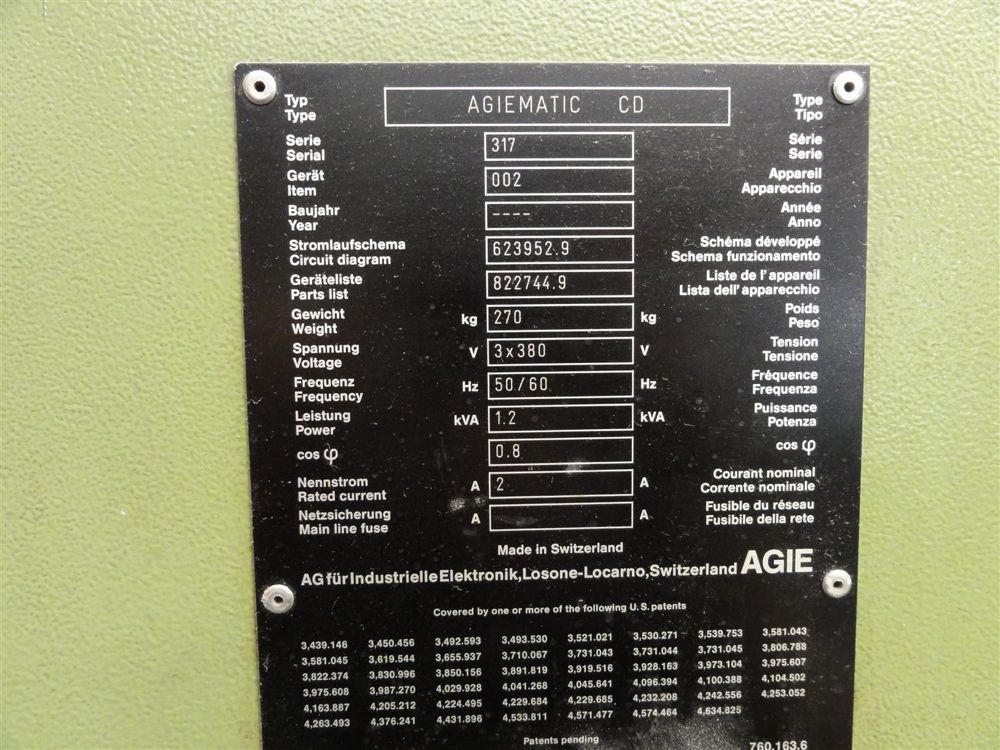 Typ AGIEMATIC CD Type
Type Tipo
Serie 317 Série
Serial Serie
Gerät 002 Appareil
Item Apparecchio
Baujahr ---- Année
Year Anno
Stromlaufschema 623952.9 Schéma développé
Circuit diagram Schema funzionamento
Geräteliste 822744.9 Liste de l'appareil
Parts list Lista dell'apparecchio
Gewicht kg 270 kg Poids
Weight Peso
Spannung V 3x380 V Tension
Voltage Tensione
Frequenz Hz 50/60 Hz Fréquence
Frequency Frequenza
Leistung kVA 1.2 kVA Puissance
Power Potenza
cos φ 0.8 cos φ
Nennstrom A 2 A Courant nominal
Rated current Corrente nominale
Netzsicherung A A Fusible du réseau
Main line fuse Fusibile della rete
Made in Switzerland
AG für Industrielle Elektronik, Losone-Locarno, Switzerland AGIE
Covered by one or more of the following U.S. patents
3,439.146 3,450.456 3,492.593 3,493.530 3,521.021 3,530.271 3,539.753 3,581.043
3,581.045 3,619.544 3,655.937 3,710.067 3,731.043 3,731.044 3,731.045 3,806.788
3,822.374 3,830.996 3,850.156 3,891.819 3,919.516 3,928.163 3,973.104 3,975.607
3,975.608 3,987.270 4,029.928 4,041.268 4,045.641 4,096.394 4,100.388 4,104.502
4,163.887 4,205.212 4,224.495 4,229.684 4,229.685 4,232.208 4,242.556 4,253.052
4,263.493 4,376.241 4,431.896 4,533.811 4,571.477 4,574.464 4,634.825
Patents pending
760.163.6